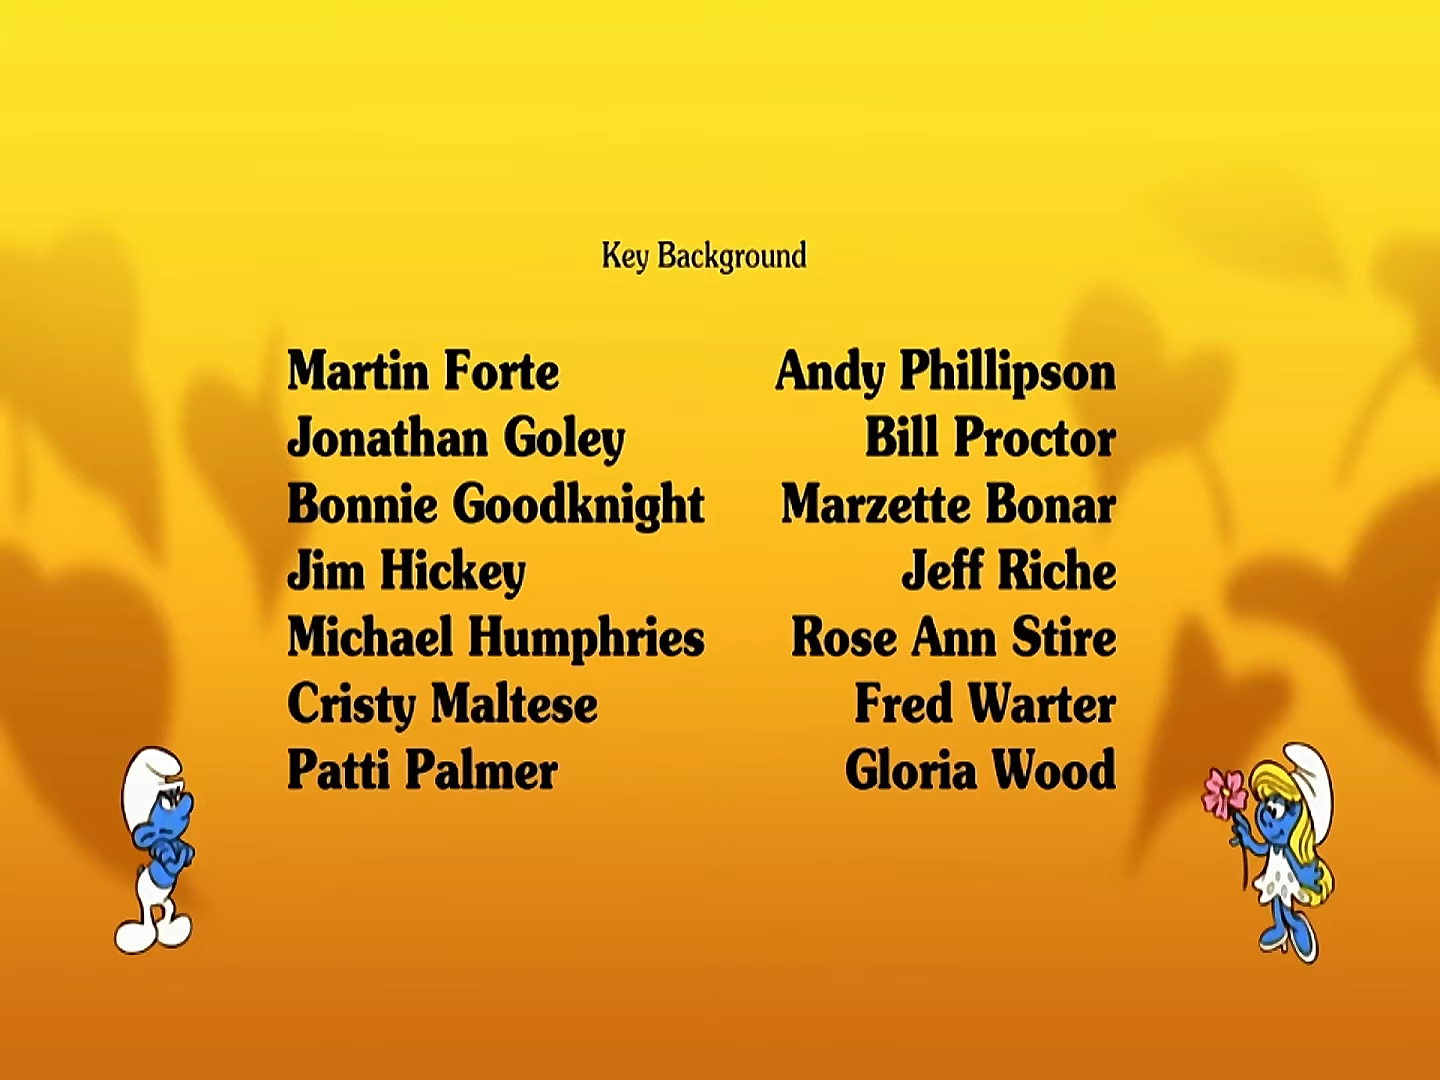 Key Background
Martin Forte
Jonathan Goley
Bonnie Goodknight
Jim Hickey
Michael Humphries
Cristy Maltese
Patti Palmer
Andy Phillipson
Bill Proctor
Marzette Bonar
Jeff Riche
Rose Ann Stire
Fred Warter
Gloria Wood